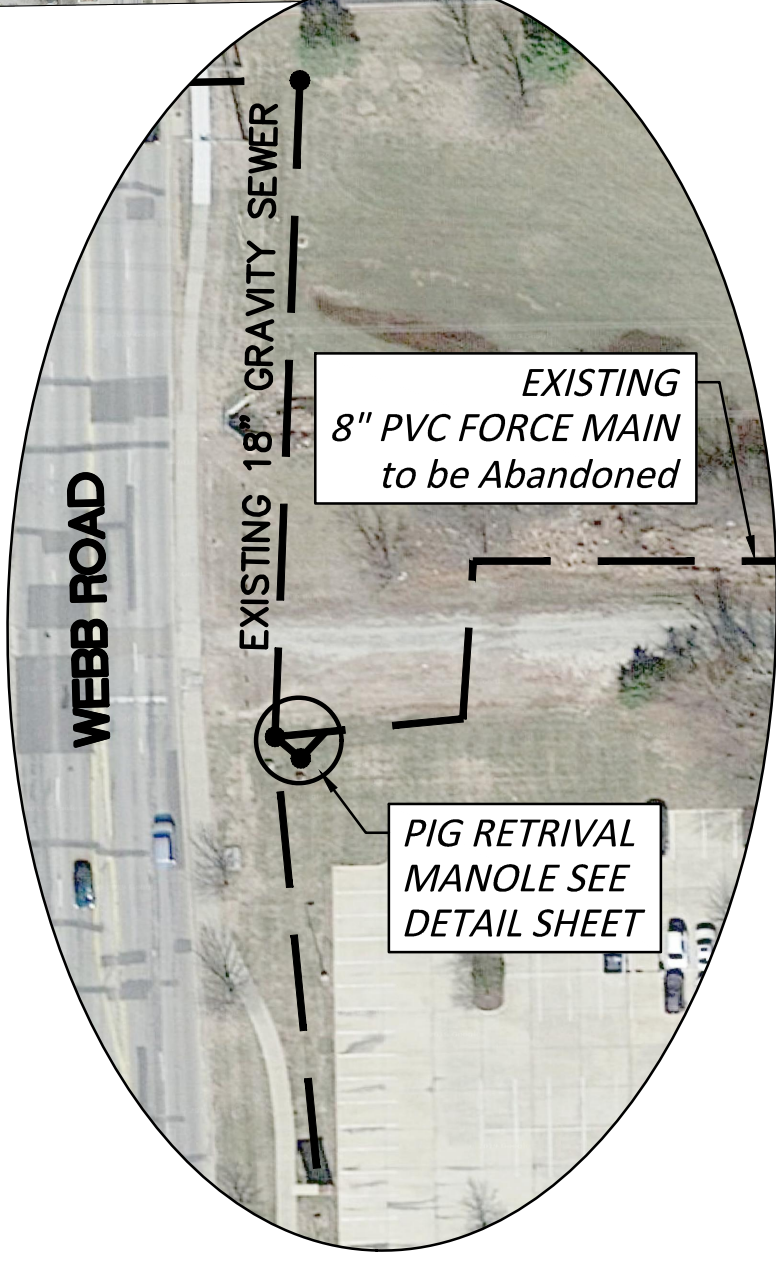 EXISTING 18" GRAVITY SEWER
EXISTING
8" PVC FORCE MAIN
to be Abandoned
WEBB ROAD
PIG RETRIVAL
MANOLE SEE
DETAIL SHEET